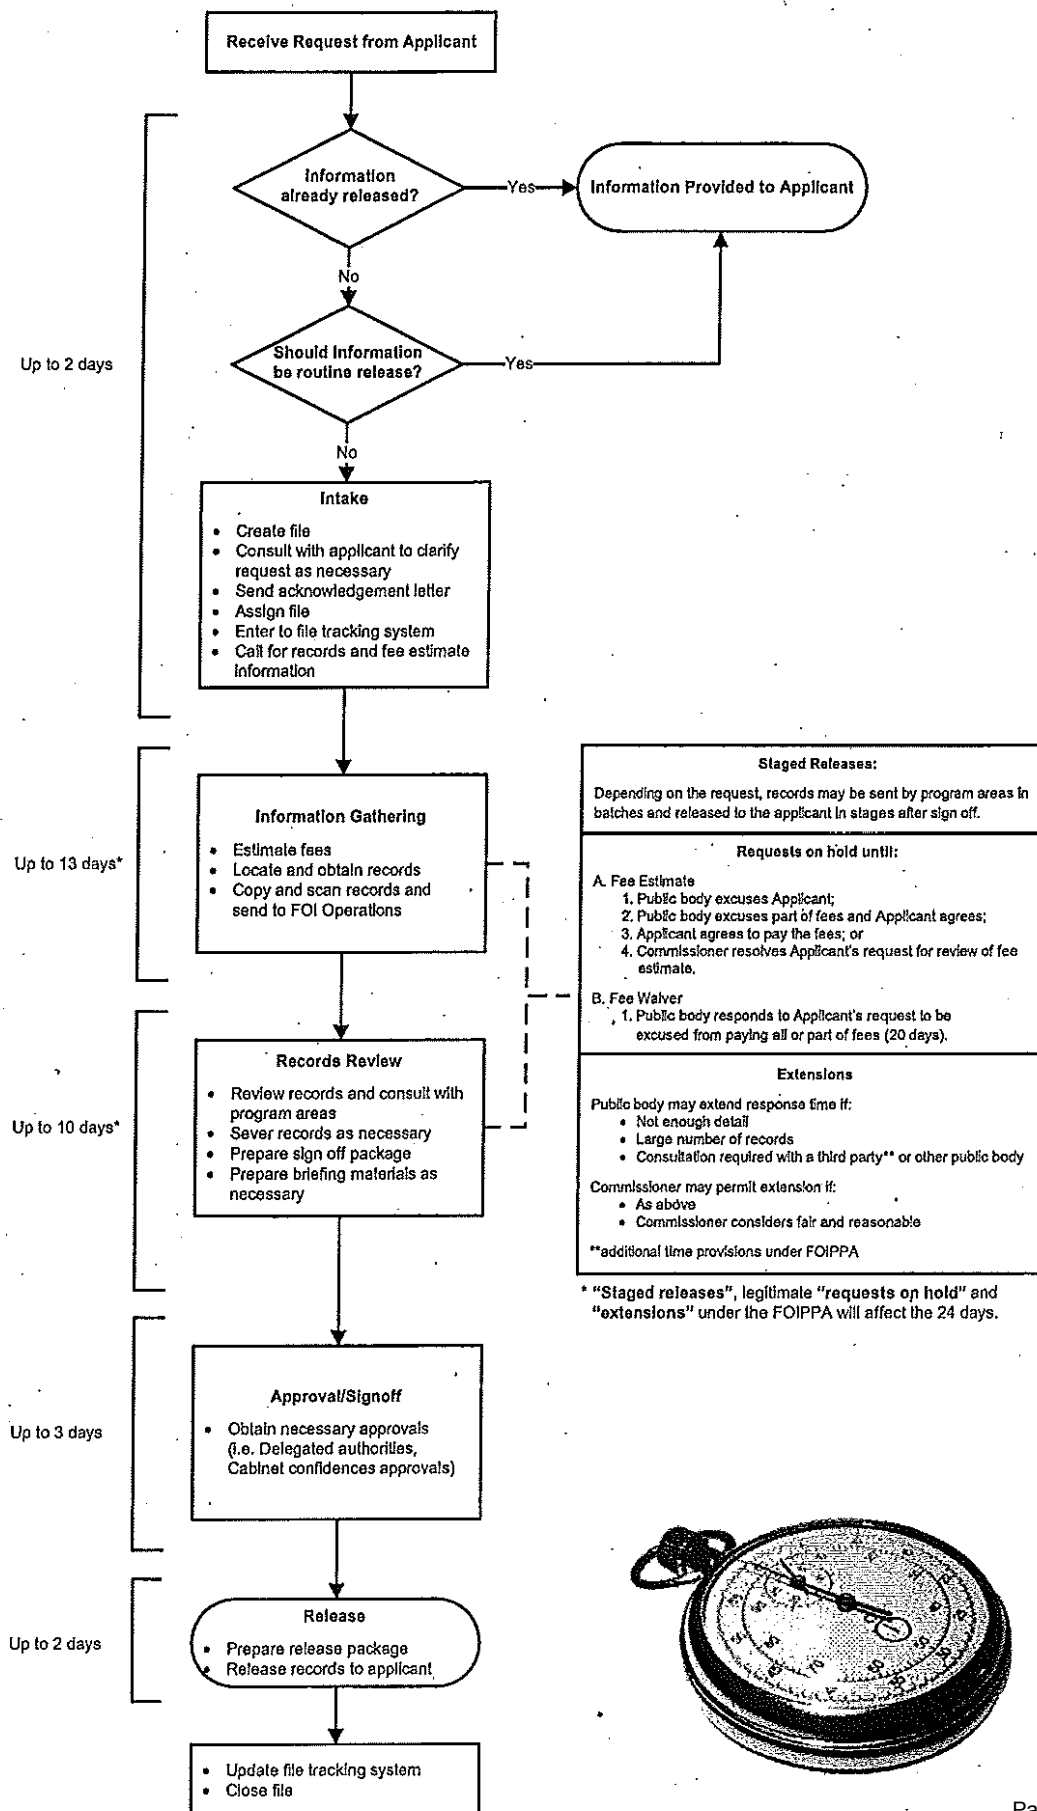 Receive Request from Applicant
Information
already released?
Yes
Information Provided to Applicant
No
Should Information
be routine release?
Yes
No
Up to 2 days
Intake
• Create file
• Consult with applicant to clarify
request as necessary
• Send acknowledgement letter
• Assign file
• Enter to file tracking system
• Call for records and fee estimate
Information
Up to 13 days*
Information Gathering
• Estimate fees
• Locate and obtain records
• Copy and scan records and
send to FOI Operations
Staged Releases:
Depending on the request, records may be sent by program areas in
batches and released to the applicant in stages after sign off.
Requests on hold until:
A. Fee Estimate
1. Public body excuses Applicant;
2. Public body excuses part of fees and Applicant agrees;
3. Applicant agrees to pay the fees; or
4. Commissioner resolves Applicant's request for review of fee
estimate.
B. Fee Waiver
1. Public body responds to Applicant's request to be
excused from paying all or part of fees (20 days).
Extensions
Public body may extend response time if:
• Not enough detail
• Large number of records
• Consultation required with a third party** or other public body
Commissioner may permit extension if:
• As above
• Commissioner considers fair and reasonable
**additional time provisions under FOIPPA
* "Staged releases", legitimate "requests on hold" and
"extensions" under the FOIPPA will affect the 24 days.
Up to 10 days*
Records Review
• Review records and consult with
program areas
• Sever records as necessary
• Prepare sign off package
• Prepare briefing materials as
necessary
Up to 3 days
Approval/Signoff
• Obtain necessary approvals
(i.e. Delegated authorities,
Cabinet confidences approvals)
Up to 2 days
Release
• Prepare release package
• Release records to applicant
• Update file tracking system
• Close file
Pa